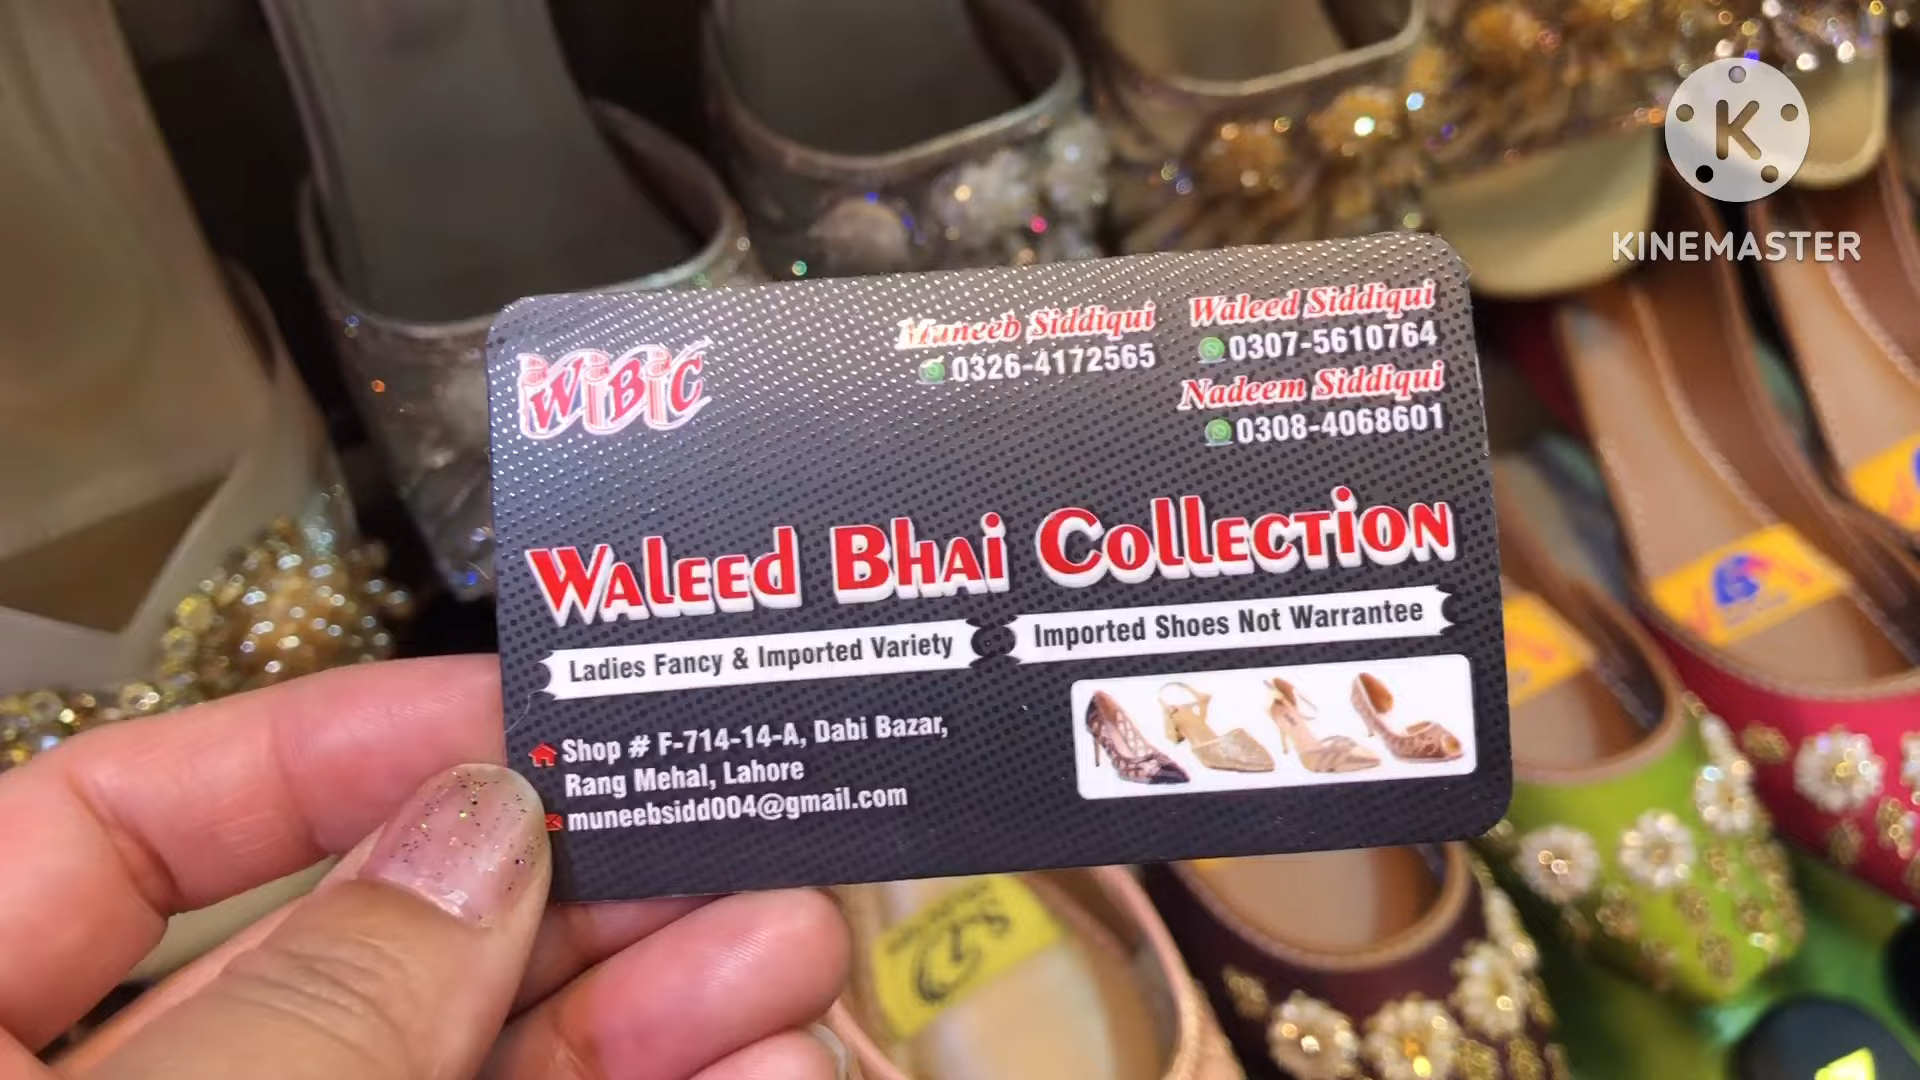 KINEMASTER
WBC
Muneeb Siddiqui
0326-4172565
Waleed Siddiqui
0307-5610764
Nadeem Siddiqui
0308-4068601
Waleed Bhai Collection
Ladies Fancy & Imported Variety
Imported Shoes Not Warrantee
Shop # F-714-14-A, Dabi Bazar,
Rang Mehal, Lahore
muneebsidd004@gmail.com